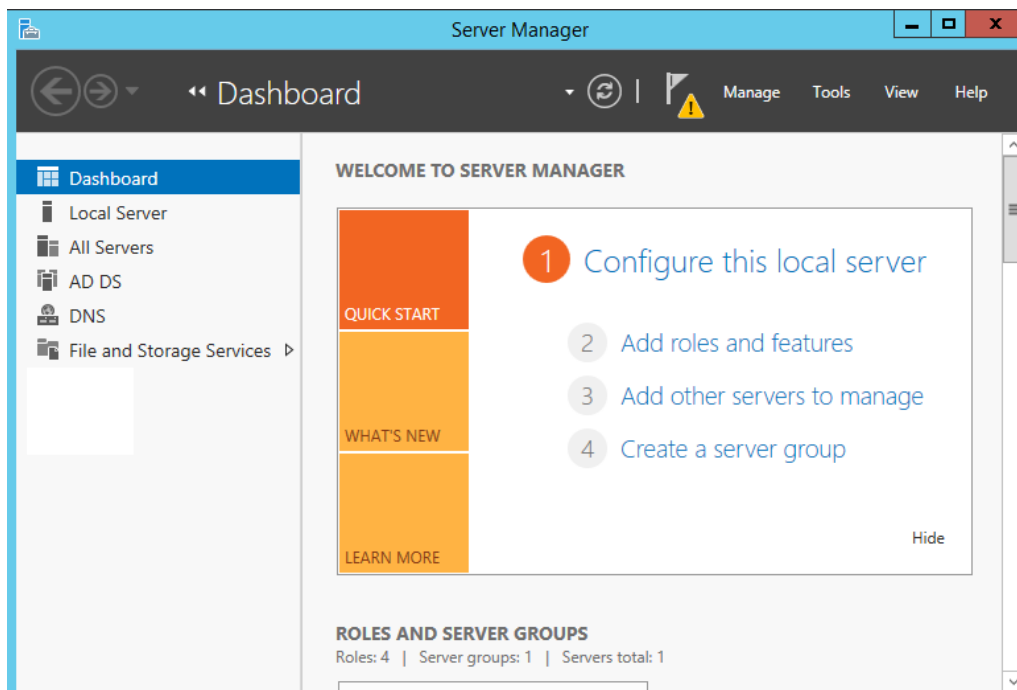 Server Manager
Dashboard
Manage Tools View Help
Dashboard
Local Server
All Servers
AD DS
DNS
File and Storage Services
WELCOME TO SERVER MANAGER
QUICK START
WHAT'S NEW
LEARN MORE
1 Configure this local server
2 Add roles and features
3 Add other servers to manage
4 Create a server group
Hide
ROLES AND SERVER GROUPS
Roles: 4 | Server groups: 1 | Servers total: 1